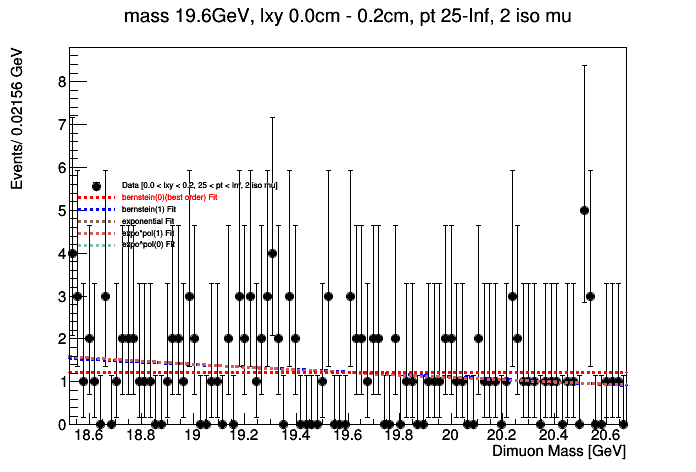 mass 19.6GeV, lxy 0.0cm - 0.2cm, pt 25-Inf, 2 iso mu
Events/ 0.02156 GeV
8
7
6
5
4
3
2
1
0
Data [0.0 < lxy < 0.2, 25 < pt < Inf, 2 iso mu]
bernstein(0)(best order) Fit
bernstein(1) Fit
exponential Fit
expo*pol(1) Fit
expo*pol(0) Fit
18.6 18.8 19 19.2 19.4 19.6 19.8 20 20.2 20.4 20.6
Dimuon Mass [GeV]